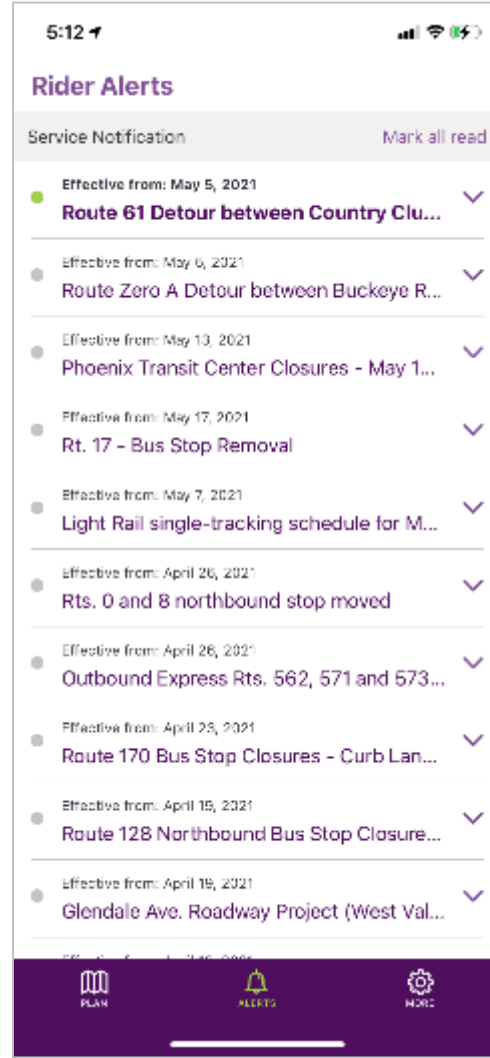 5:12
Rider Alerts
Service Notification
Mark all read
Effective from: May 5, 2021
Route 61 Detour between Country Clu...
Effective from: May 6, 2021
Route Zero A Detour between Buckeye R...
Effective from: May 13, 2021
Phoenix Transit Center Closures - May 1...
Effective from: May 17, 2021
Rt. 17 - Bus Stop Removal
Effective from: May 7, 2021
Light Rail single-tracking schedule for M...
Effective from: April 26, 2021
Rts. 0 and 8 northbound stop moved
Effective from: April 26, 2021
Outbound Express Rts. 562, 571 and 573...
Effective from: April 23, 2021
Route 170 Bus Stop Closures - Curb Lan...
Effective from: April 19, 2021
Route 128 Northbound Bus Stop Closure...
Effective from: April 19, 2021
Glendale Ave. Roadway Project (West Val...
PLAN
ALERTS
MORE